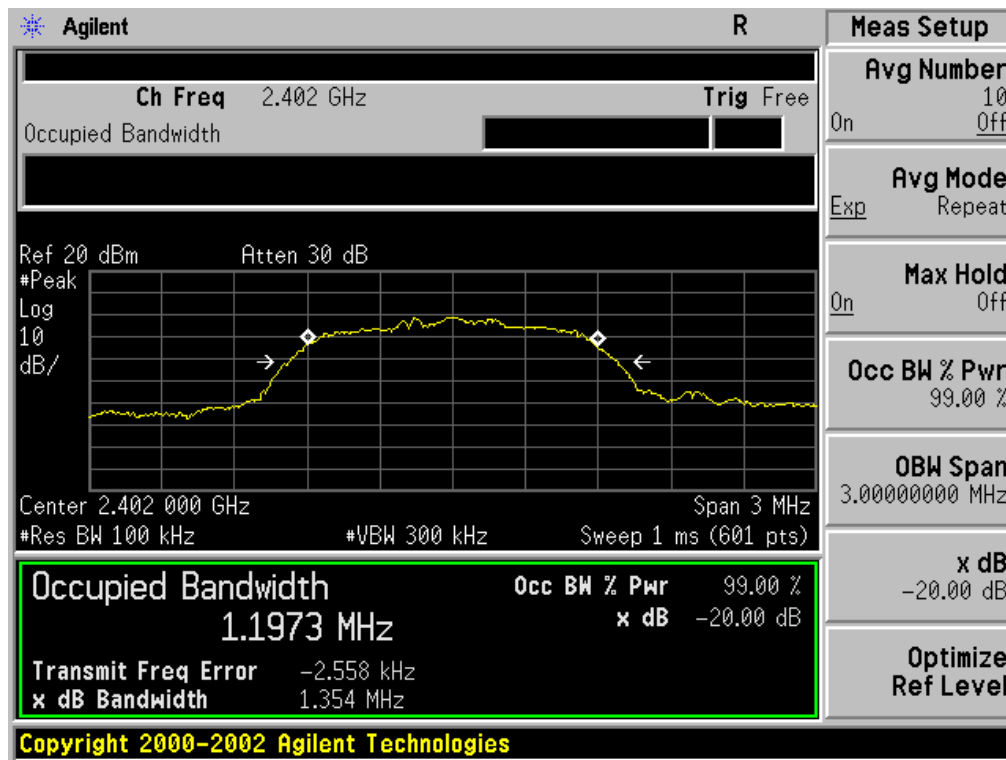 Agilent R Meas Setup
Avg Number
10
On Off
Ch Freq 2.402 GHz Trig Free
Occupied Bandwidth
Avg Mode
Exp Repeat
Ref 20 dBm Atten 30 dB
#Peak
Log
10
dB/
Max Hold
On Off
Occ BW % Pwr
99.00 %
OBW Span
3.00000000 MHz
Center 2.402 000 GHz Span 3 MHz
#Res BW 100 kHz #VBW 300 kHz Sweep 1 ms (601 pts)
x dB
-20.00 dB
Occupied Bandwidth Occ BW % Pwr 99.00 %
1.1973 MHz x dB -20.00 dB
Transmit Freq Error -2.558 kHz
x dB Bandwidth 1.354 MHz
Optimize
Ref Level
Copyright 2000-2002 Agilent Technologies